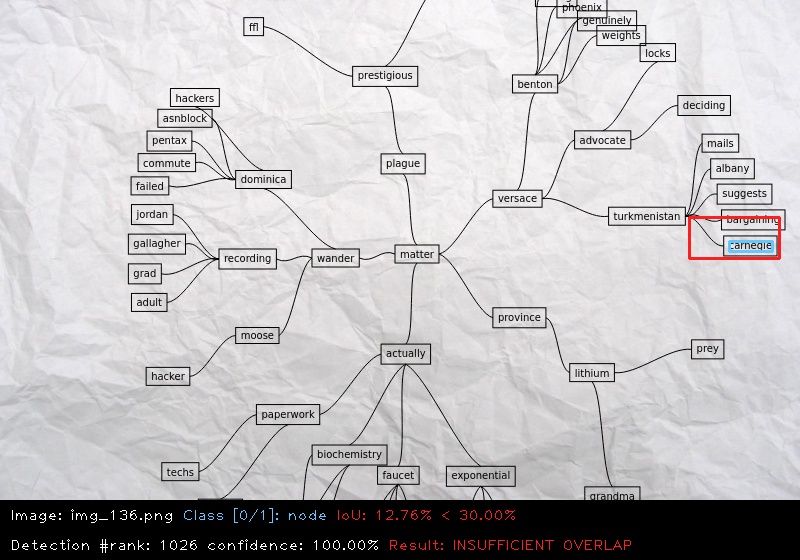 phoenix
genuinely
ffl
weights
locks
prestigious
benton
hackers
deciding
asnblock
pentax
advocate
mails
commute
plague
albany
failed
dominica
suggests
versace
jordan
turkmenistan
bargaining
gallagher
carnegie
recording
wander
matter
grad
adult
province
moose
prey
actually
hacker
lithium
paperwork
biochemistry
techs
faucet
exponential
grandma
Image: img_136.png Class [0/1]: node IoU: 12.76% < 30.00%
Detection #rank: 1026 confidence: 100.00% Result: INSUFFICIENT OVERLAP